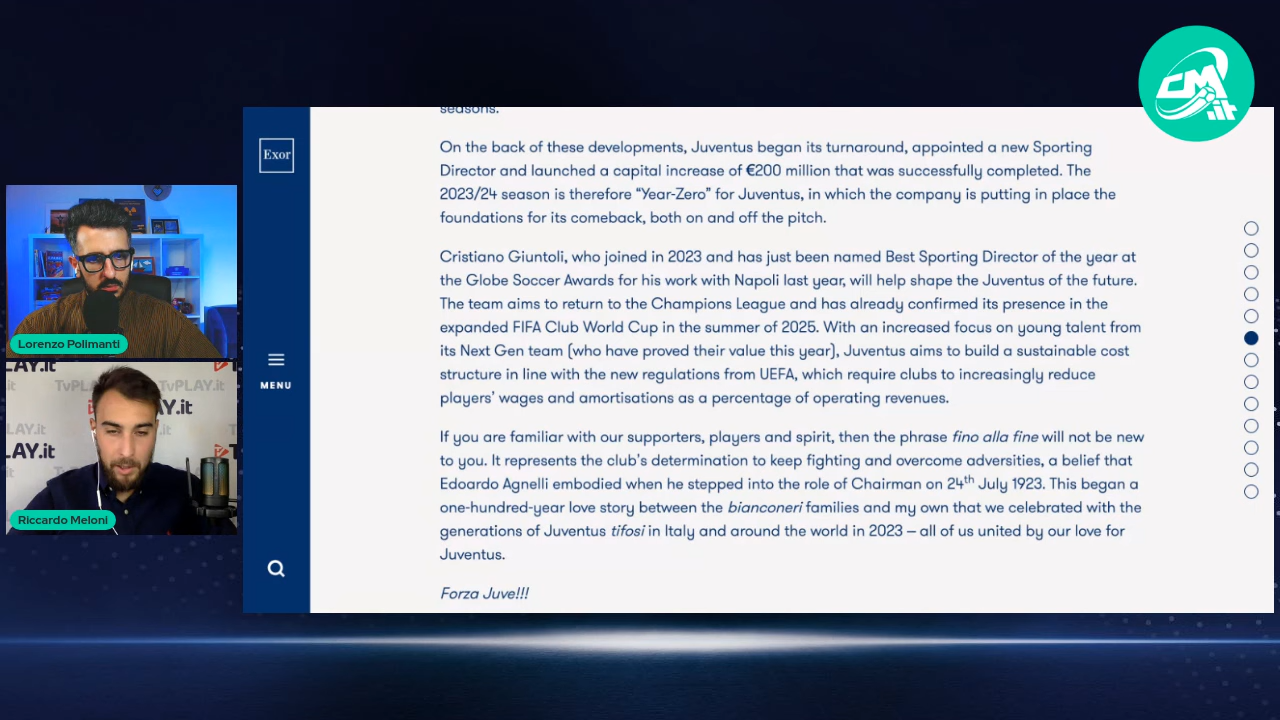 CM.it
seasons.
Exor
On the back of these developments, Juventus began its turnaround, appointed a new Sporting
Director and launched a capital increase of €200 million that was successfully completed. The
2023/24 season is therefore “Year-Zero” for Juventus, in which the company is putting in place the
foundations for its comeback, both on and off the pitch.
Cristiano Giuntoli, who joined in 2023 and has just been named Best Sporting Director of the year at
the Globe Soccer Awards for his work with Napoli last year, will help shape the Juventus of the future.
The team aims to return to the Champions League and has already confirmed its presence in the
expanded FIFA Club World Cup in the summer of 2025. With an increased focus on young talent from
its Next Gen team (who have proved their value this year), Juventus aims to build a sustainable cost
structure in line with the new regulations from UEFA, which require clubs to increasingly reduce
players’ wages and amortisations as a percentage of operating revenues.
If you are familiar with our supporters, players and spirit, then the phrase fino alla fine will not be new
to you. It represents the club’s determination to keep fighting and overcome adversities, a belief that
Edoardo Agnelli embodied when he stepped into the role of Chairman on 24th July 1923. This began a
one-hundred-year love story between the bianconeri families and my own that we celebrated with the
generations of Juventus tifosi in Italy and around the world in 2023 – all of us united by our love for
Juventus.
Forza Juve!!!
MENU
Lorenzo Polimanti
TvPLAY.it
LAY.it
Y.it
LAY.it
Riccardo Meloni